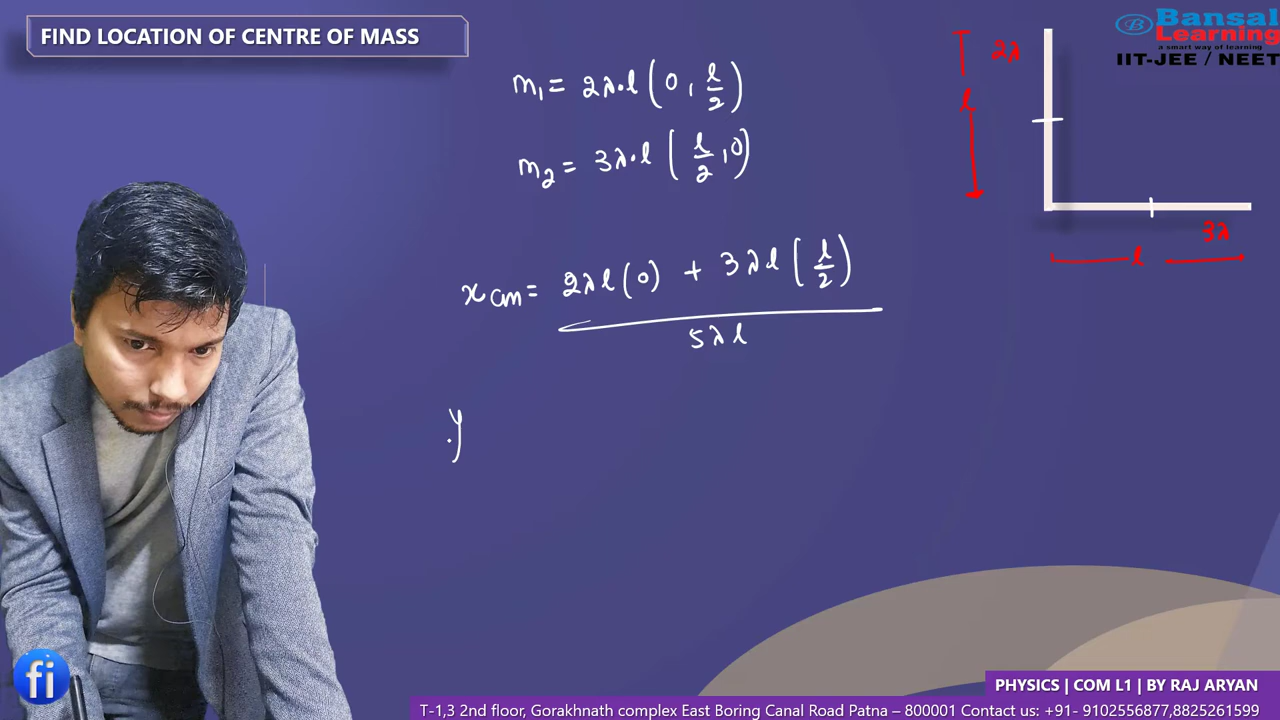 FIND LOCATION OF CENTRE OF MASS
B Bansal
Learning
a smart way of learning
IIT-JEE / NEET
m₁ = 2λ·l (0, l/2)
m₂ = 3λ·l (l/2, 0)
2λ
l
3λ
l
x cm = (2λl(0) + 3λl(l/2)) / 5λl
y
fi
PHYSICS | COM L1 | BY RAJ ARYAN
T-1,3 2nd floor, Gorakhnath complex East Boring Canal Road Patna – 800001 Contact us: +91- 9102556877,8825261599